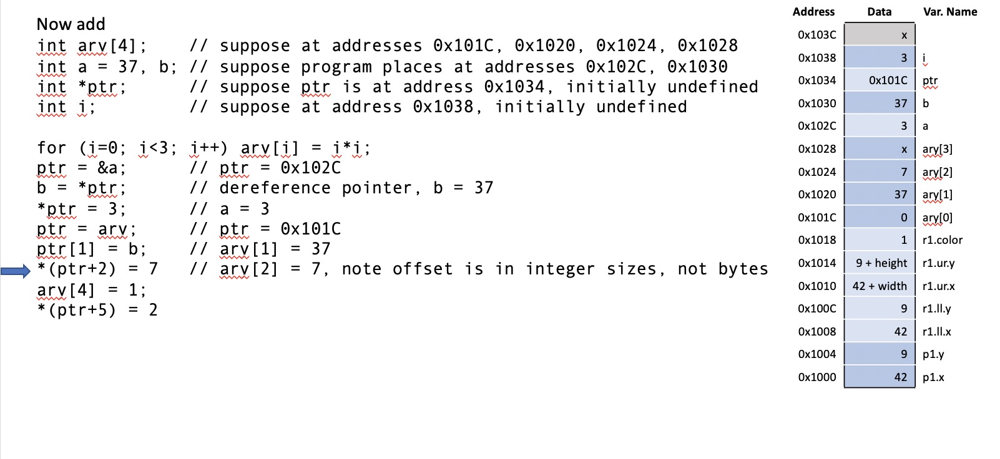 Now add
int arv[4]; // suppose at addresses 0x101C, 0x1020, 0x1024, 0x1028
int a = 37, b; // suppose program places at addresses 0x102C, 0x1030
int *ptr; // suppose ptr is at address 0x1034, initially undefined
int i; // suppose at address 0x1038, initially undefined
for (i=0; i<3; i++) arv[i] = i*i;
ptr = &a; // ptr = 0x102C
b = *ptr; // dereference pointer, b = 37
*ptr = 3; // a = 3
ptr = arv; // ptr = 0x101C
ptr[1] = b; // arv[1] = 37
*(ptr+2) = 7 // arv[2] = 7, note offset is in integer sizes, not bytes
arv[4] = 1;
*(ptr+5) = 2
Address Data Var. Name
0x103C x
0x1038 3 i
0x1034 0x101C ptr
0x1030 37 b
0x102C 3 a
0x1028 x ary[3]
0x1024 7 ary[2]
0x1020 37 ary[1]
0x101C 0 ary[0]
0x1018 1 r1.color
0x1014 9 + height r1.ur.y
0x1010 42 + width r1.ur.x
0x100C 9 r1.ll.y
0x1008 42 r1.ll.x
0x1004 9 p1.y
0x1000 42 p1.x